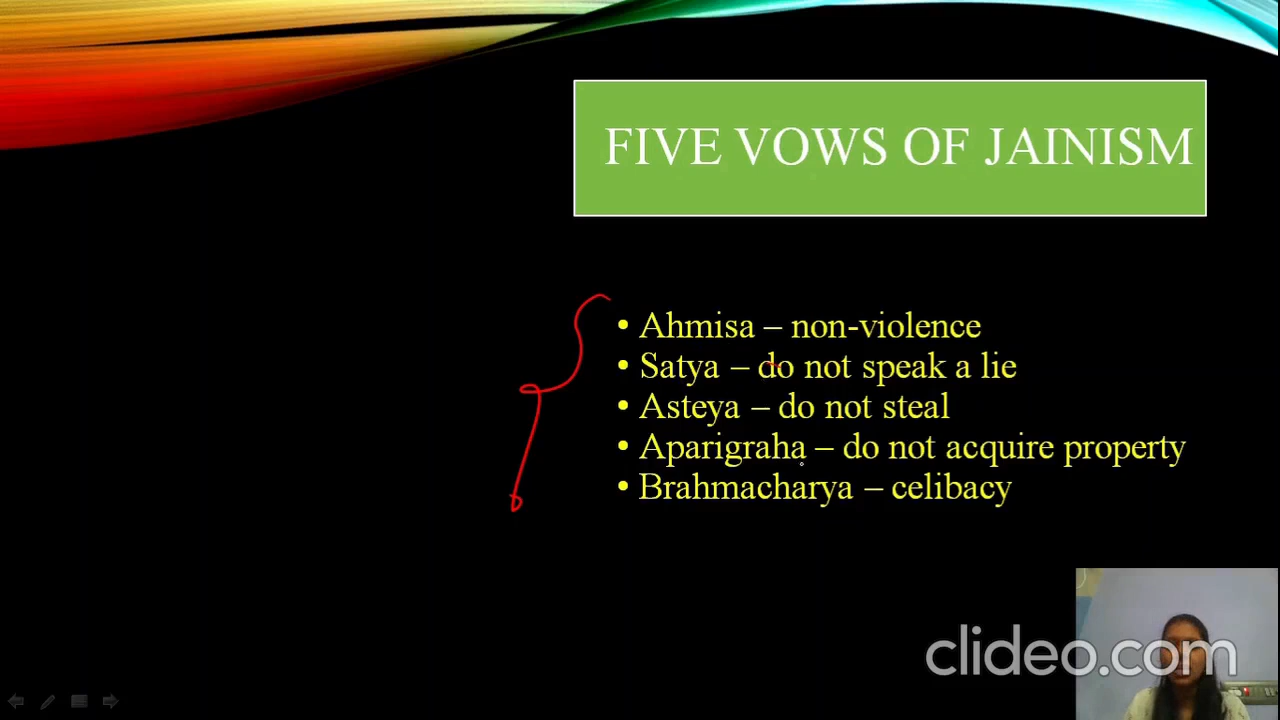 FIVE VOWS OF JAINISM
• Ahmisa – non-violence
• Satya – do not speak a lie
• Asteya – do not steal
• Aparigraha – do not acquire property
• Brahmacharya – celibacy
clideo.com